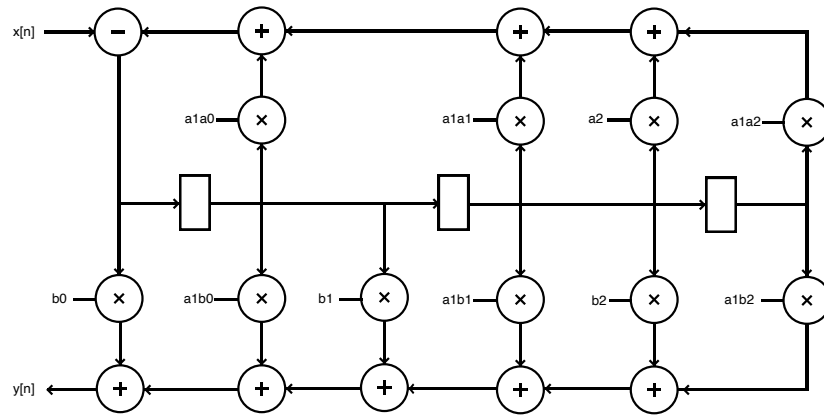 x[n] − + + +
a1a0 × a1a1 × a2 × a1a2 ×
b0 × a1b0 × b1 × a1b1 × b2 × a1b2 ×
y[n] + + + + +